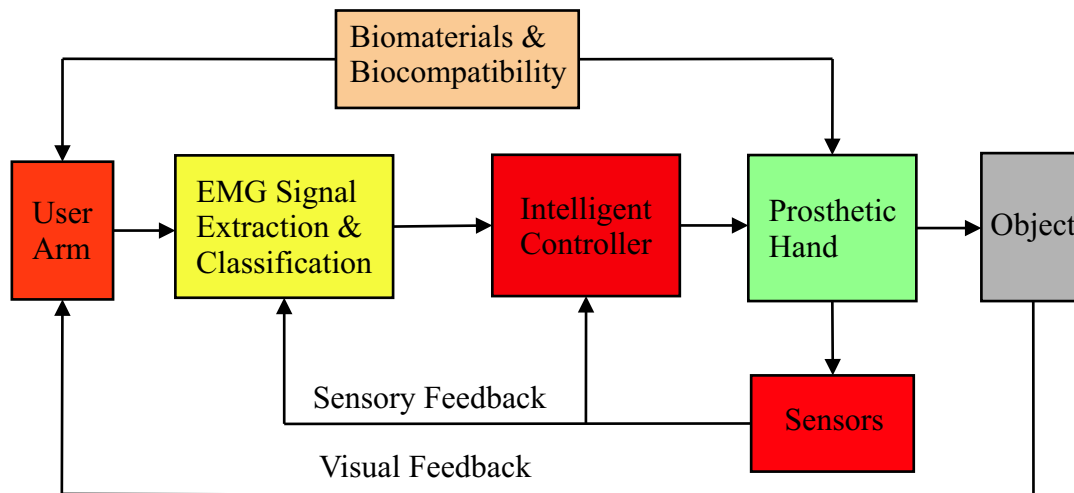 Biomaterials &
Biocompatibility
User
Arm
EMG Signal
Extraction &
Classification
Intelligent
Controller
Prosthetic
Hand
Object
Sensory Feedback
Sensors
Visual Feedback